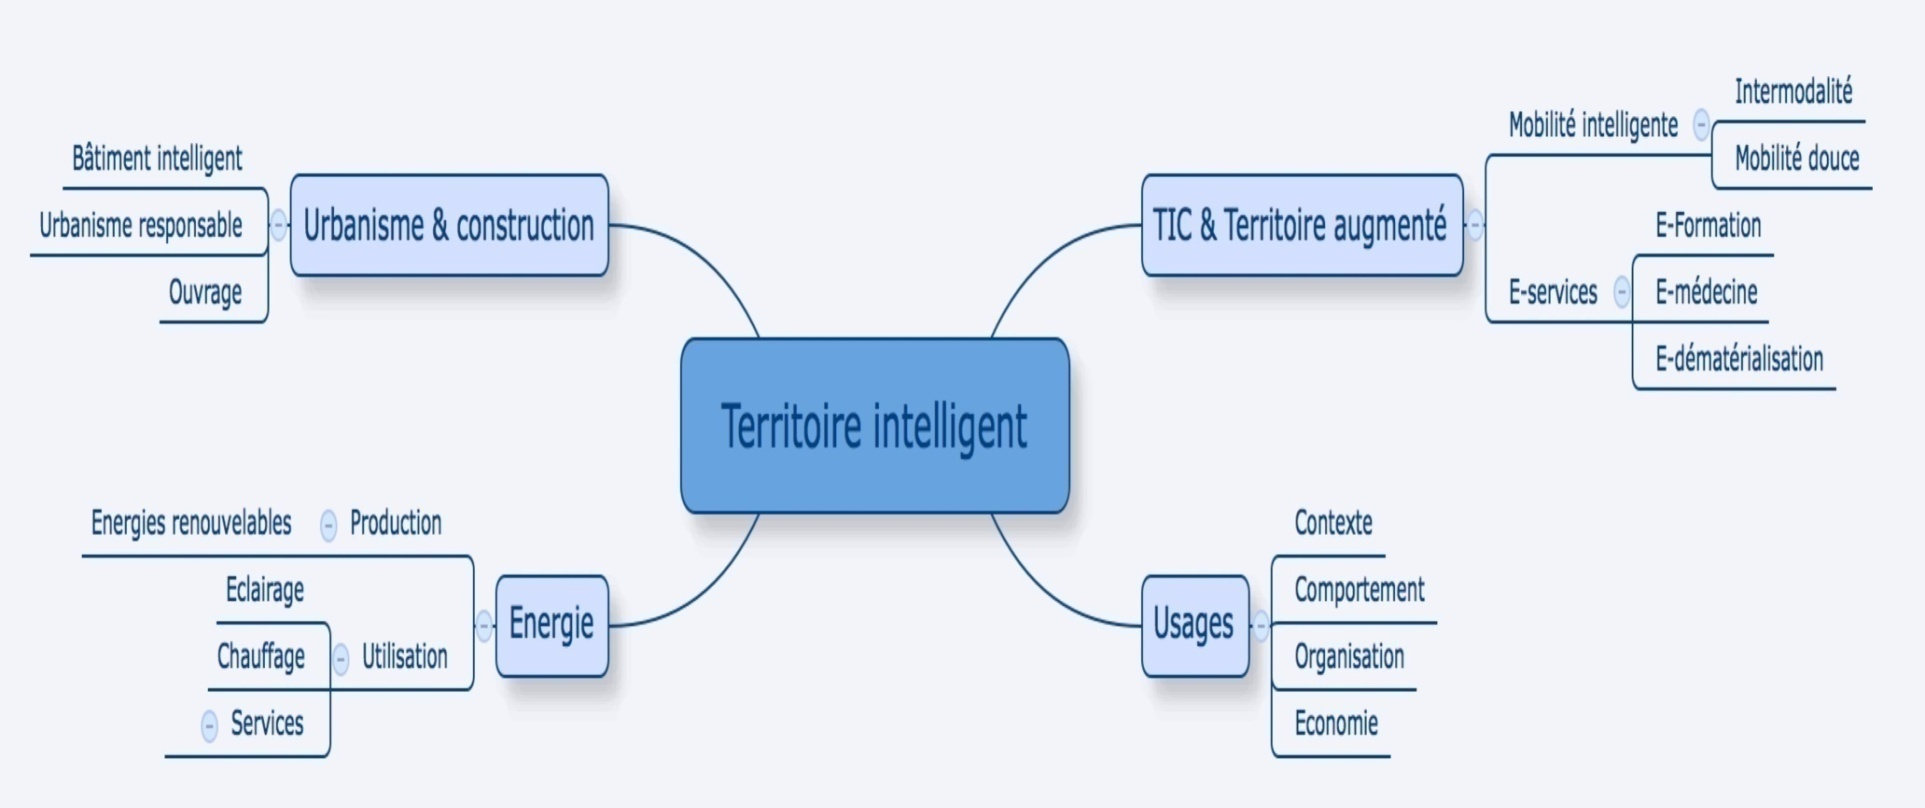 Territoire intelligent
Urbanisme & construction
Bâtiment intelligent
Urbanisme responsable
Ouvrage
TIC & Territoire augmenté
Mobilité intelligente
Intermodalité
Mobilité douce
E-services
E-Formation
E-médecine
E-dématérialisation
Energie
Production
Energies renouvelables
Utilisation
Eclairage
Chauffage
Services
Usages
Contexte
Comportement
Organisation
Economie